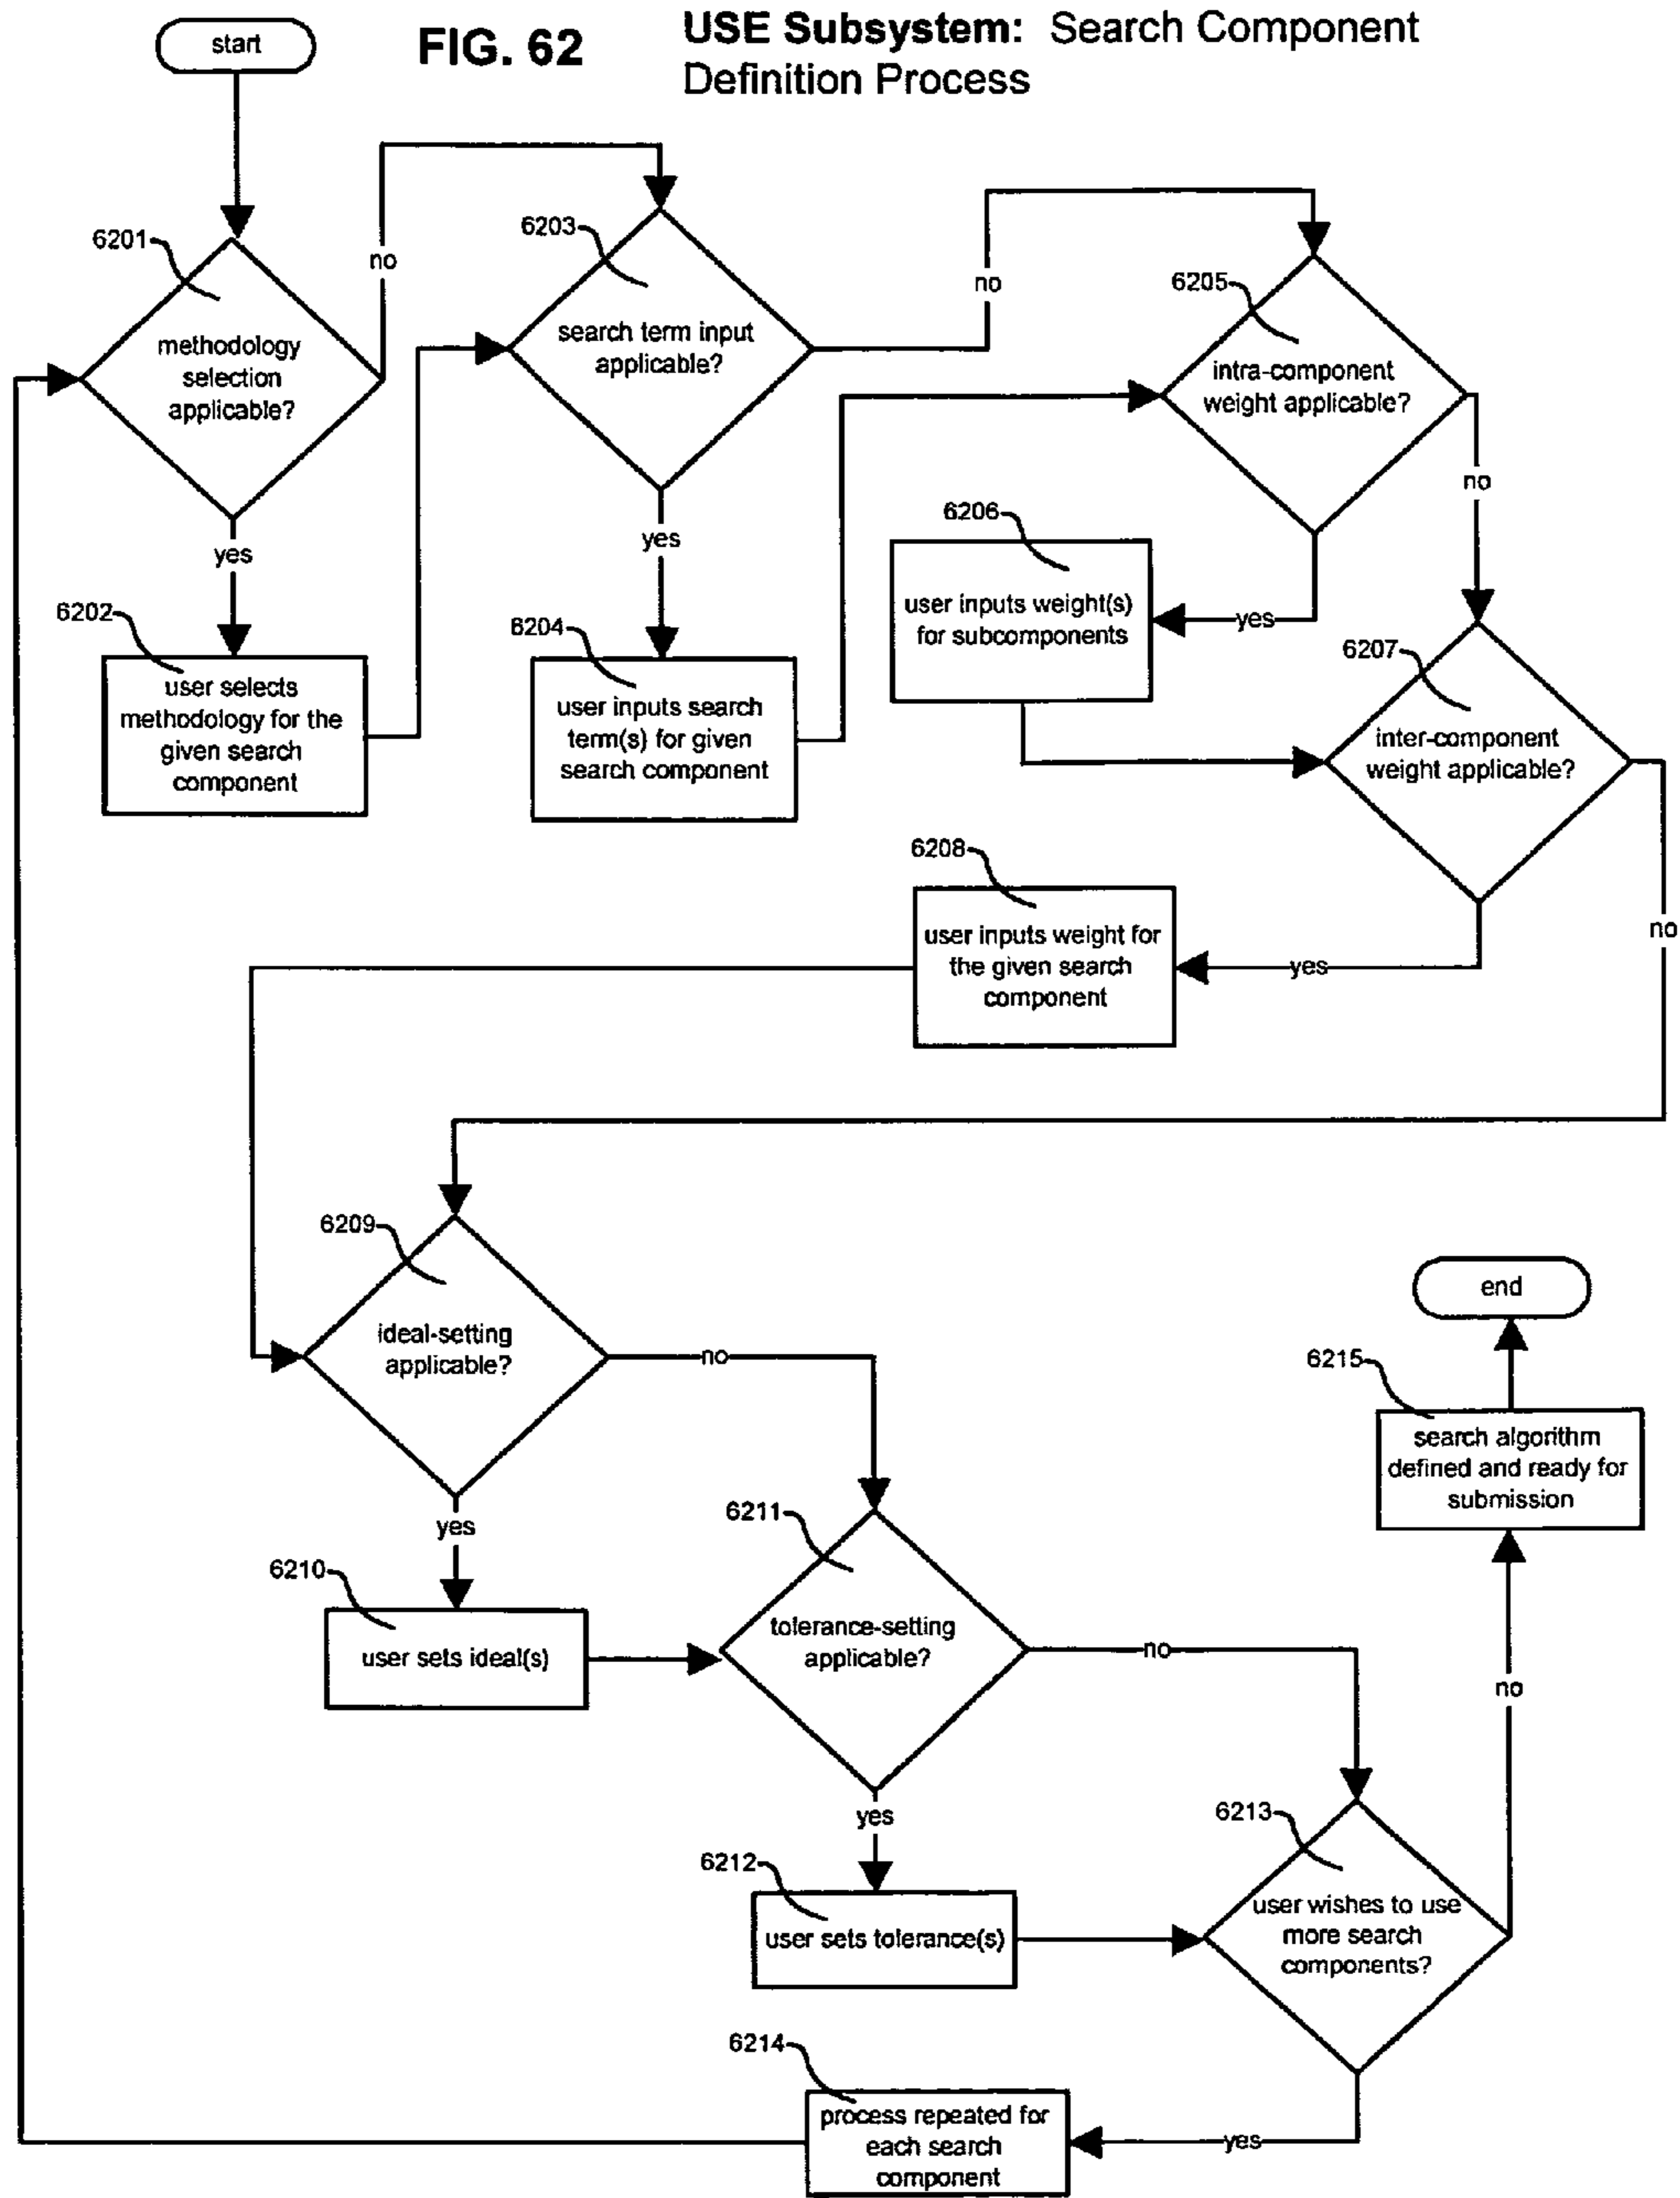 start
FIG. 62
USE Subsystem: Search Component
Definition Process
6201
methodology
selection
applicable?
no
yes
6202
user selects
methodology for the
given search
component
6203
search term input
applicable?
no
yes
6204
user inputs search
term(s) for given
search component
6205
intra-component
weight applicable?
no
yes
6206
user inputs weight(s)
for subcomponents
6207
inter-component
weight applicable?
no
yes
6208
user inputs weight for
the given search
component
6209
ideal-setting
applicable?
no
yes
6210
user sets ideal(s)
6211
tolerance-setting
applicable?
no
yes
6212
user sets tolerance(s)
6213
user wishes to use
more search
components?
no
yes
6214
process repeated for
each search
component
6215
search algorithm
defined and ready for
submission
end